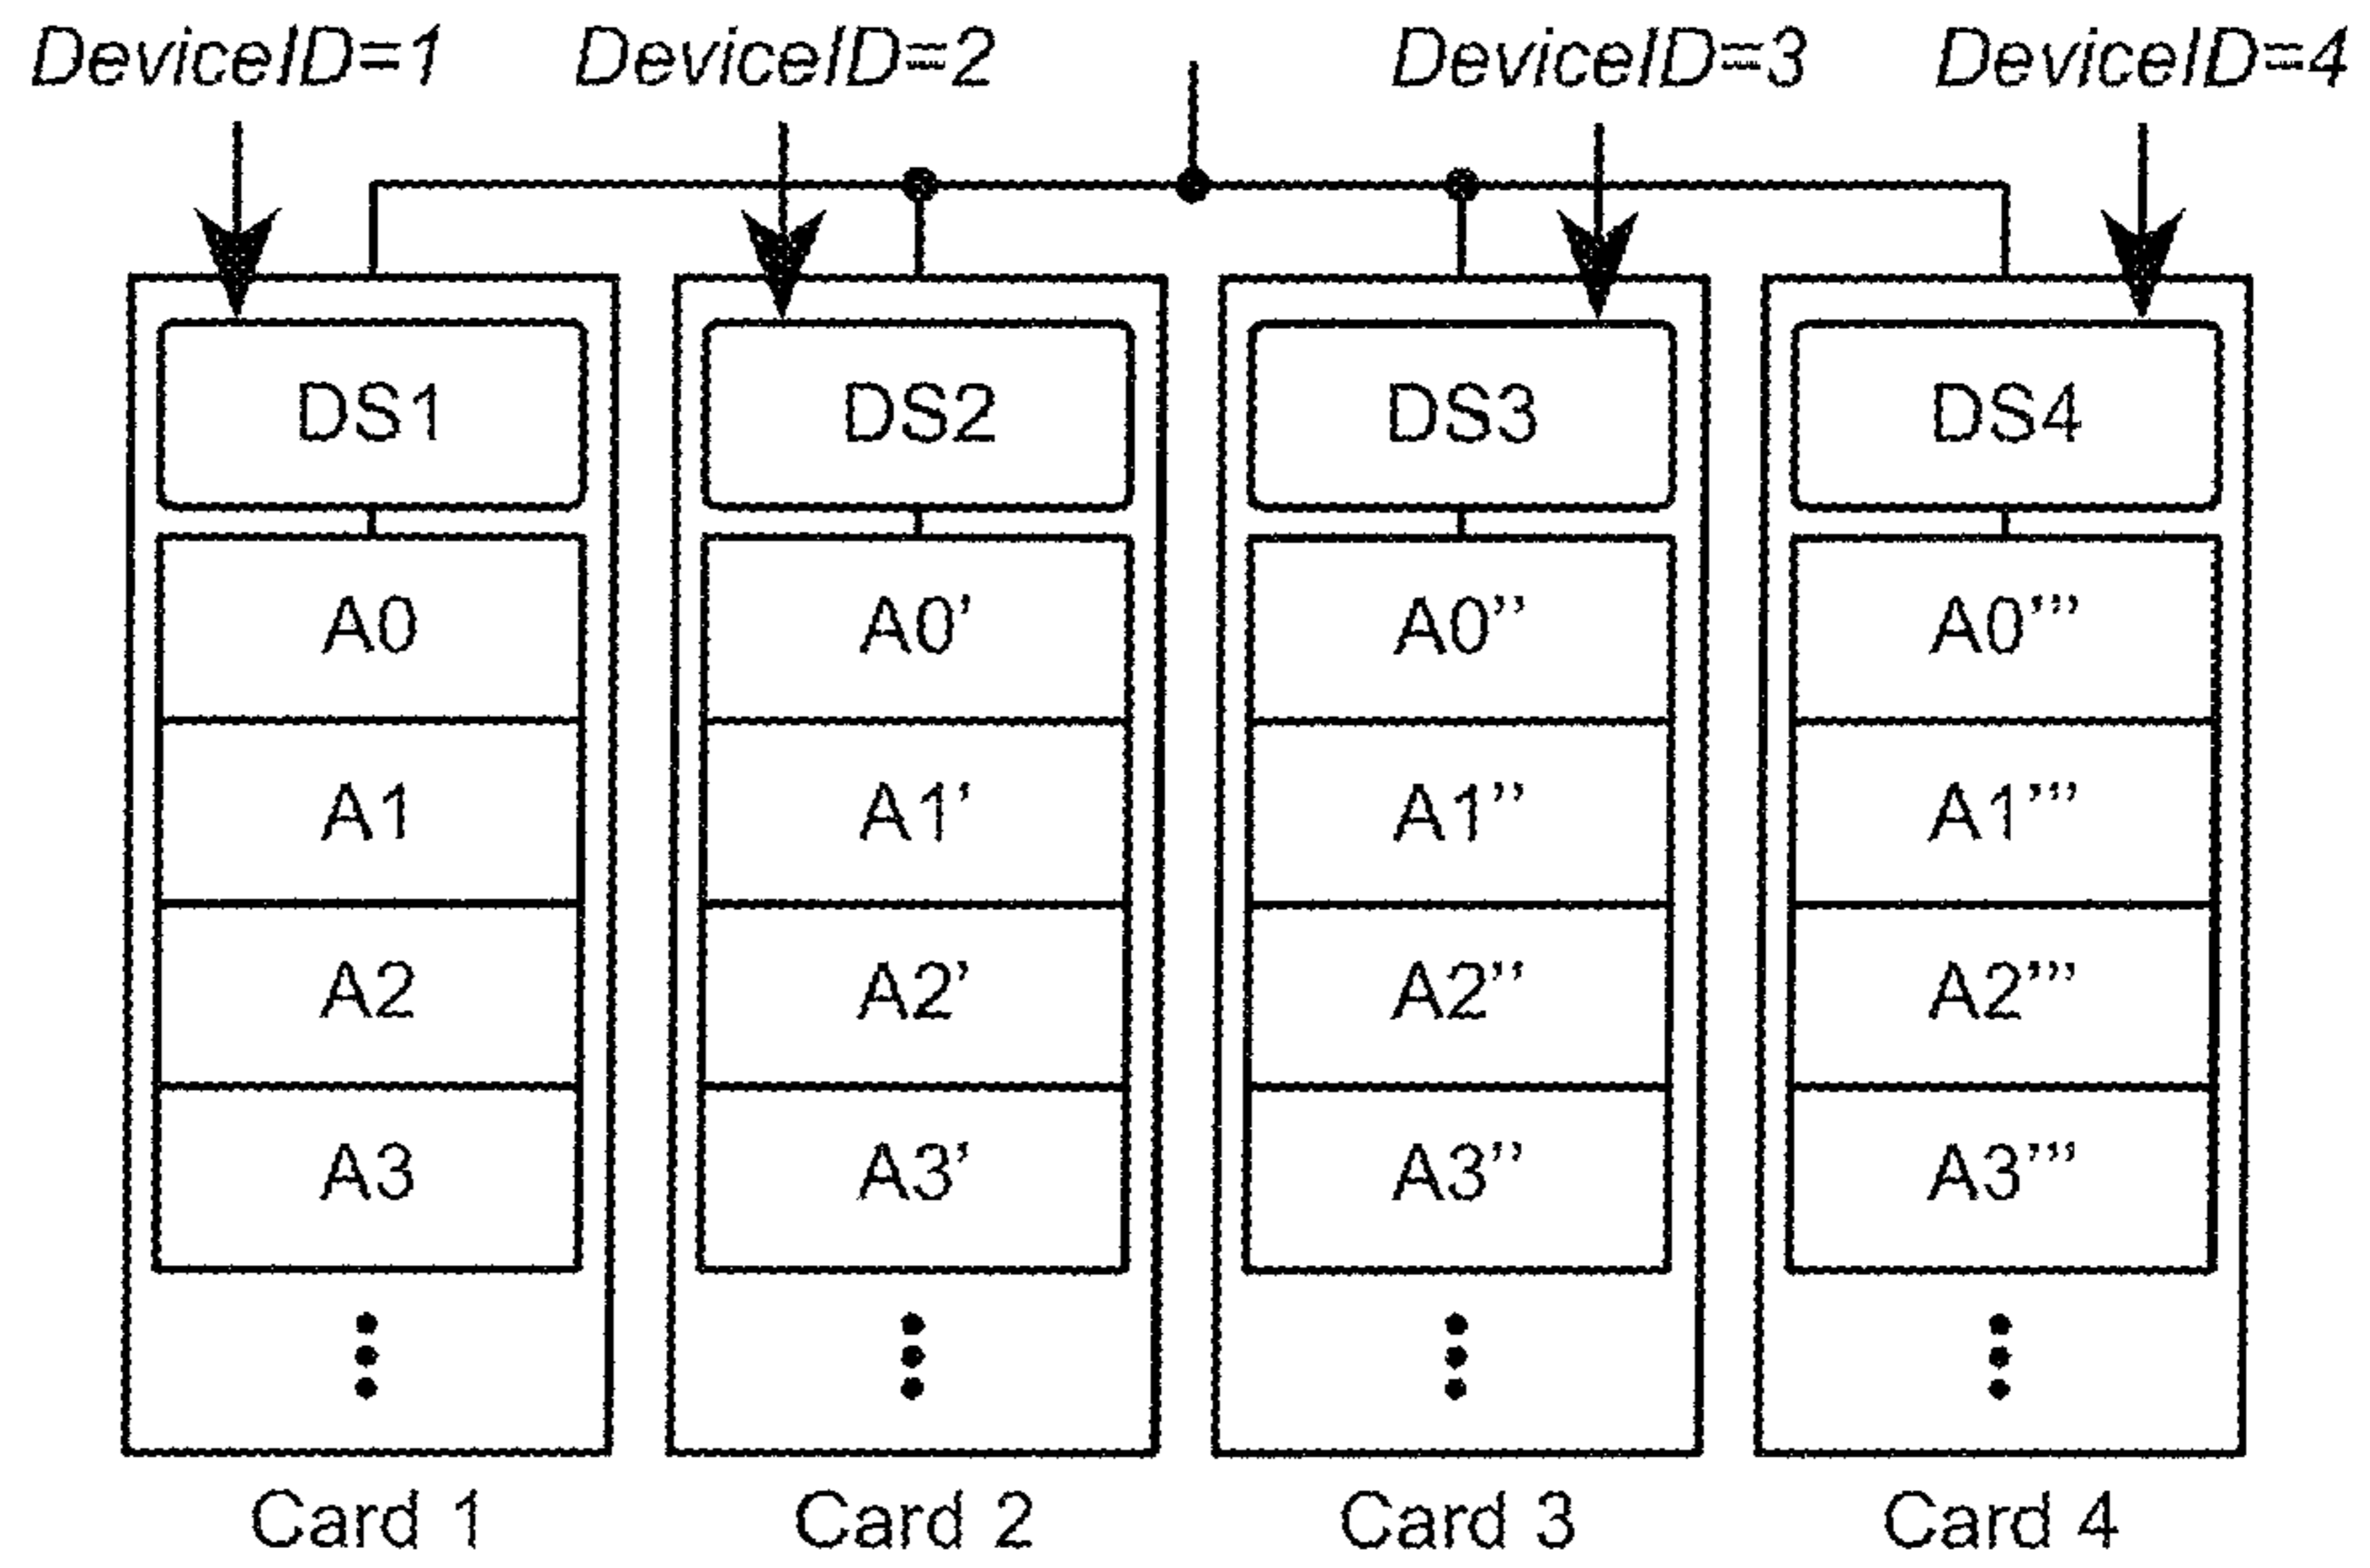 DeviceID=1 DeviceID=2 DeviceID=3 DeviceID=4
DS1 DS2 DS3 DS4
A0 A0’ A0’’ A0’’’
A1 A1’ A1’’ A1’’’
A2 A2’ A2’’ A2’’’
A3 A3’ A3’’ A3’’’
Card 1 Card 2 Card 3 Card 4